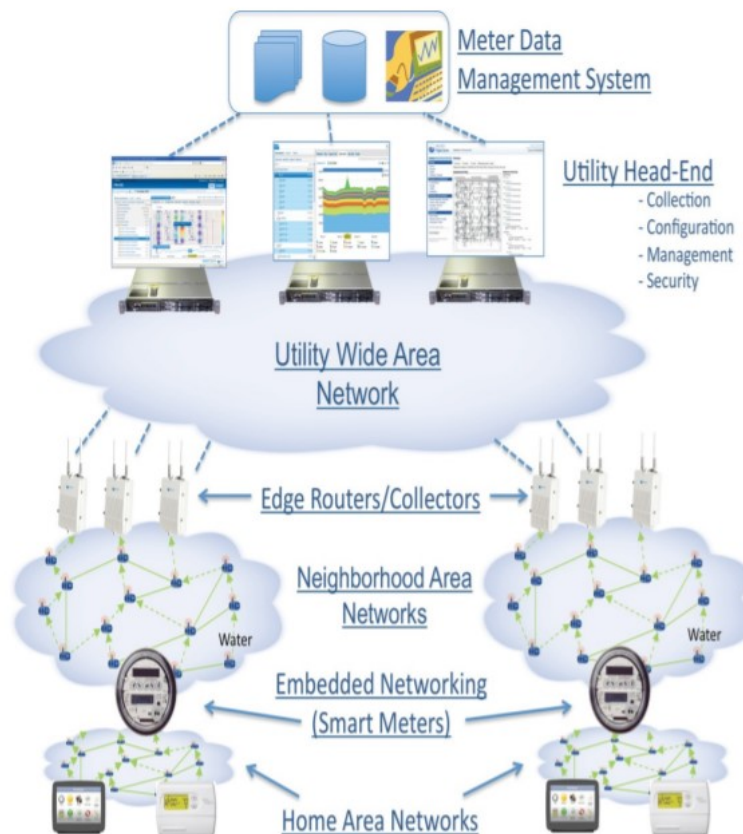 Meter Data
Management System
Utility Head-End
- Collection
- Configuration
- Management
- Security
Utility Wide Area
Network
Edge Routers/Collectors
Neighborhood Area
Networks
Water
Water
Embedded Networking
(Smart Meters)
Home Area Networks